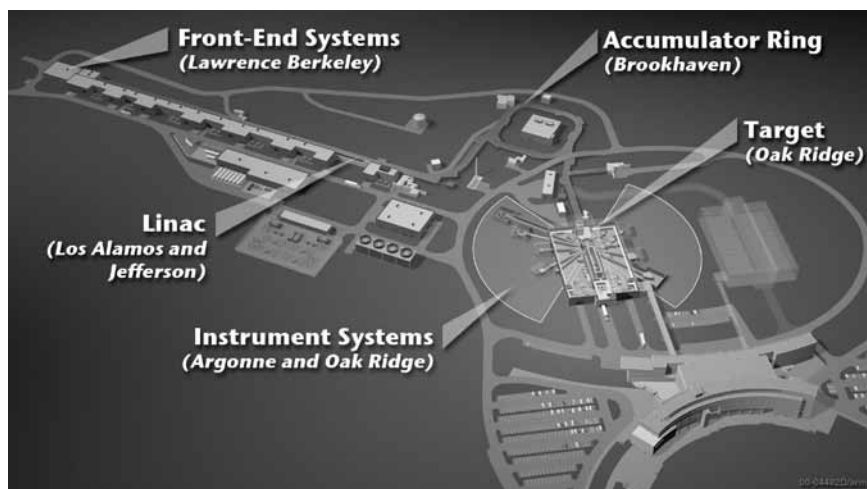 Front-End Systems
(Lawrence Berkeley)
Accumulator Ring
(Brookhaven)
Target
(Oak Ridge)
Linac
(Los Alamos and
Jefferson)
Instrument Systems
(Argonne and Oak Ridge)